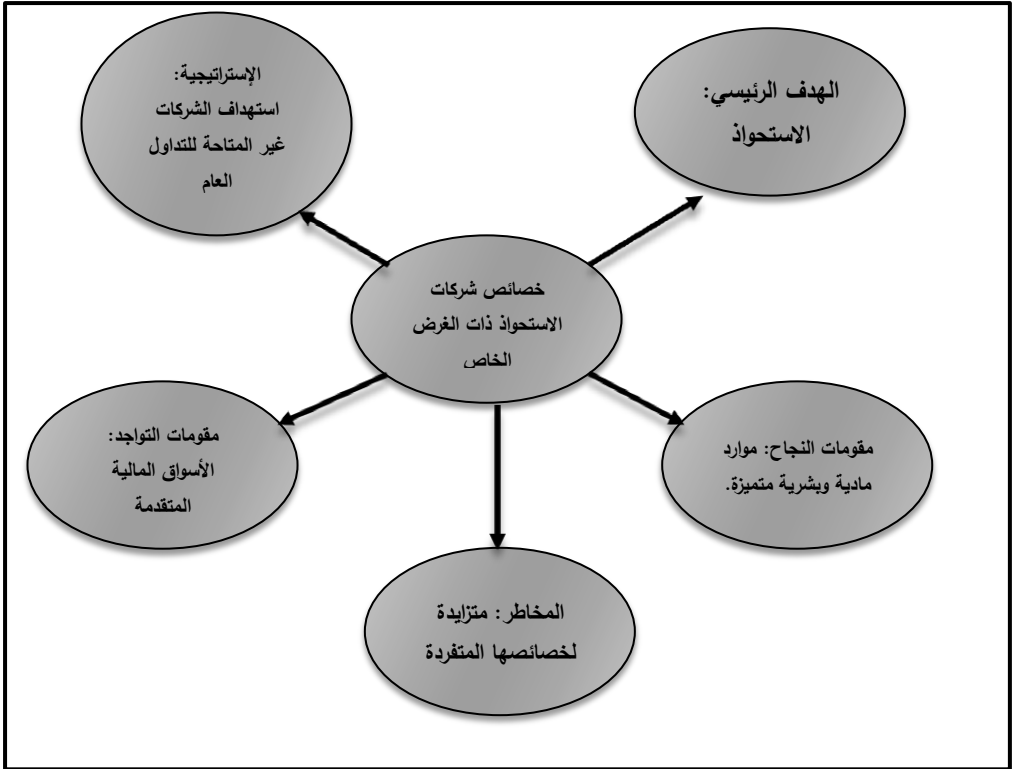 الهدف الرئيسي:
الاستحواذ
الإستراتيجية:
استهداف الشركات
غير المتاحة للتداول
العام
خصائص شركات
الاستحواذ ذات الغرض
الخاص
مقومات النجاح: موارد
مادية وبشرية متميزة.
مقومات التواجد:
الأسواق المالية
المتقدمة
المخاطر: متزايدة
لخصائصها المتفردة